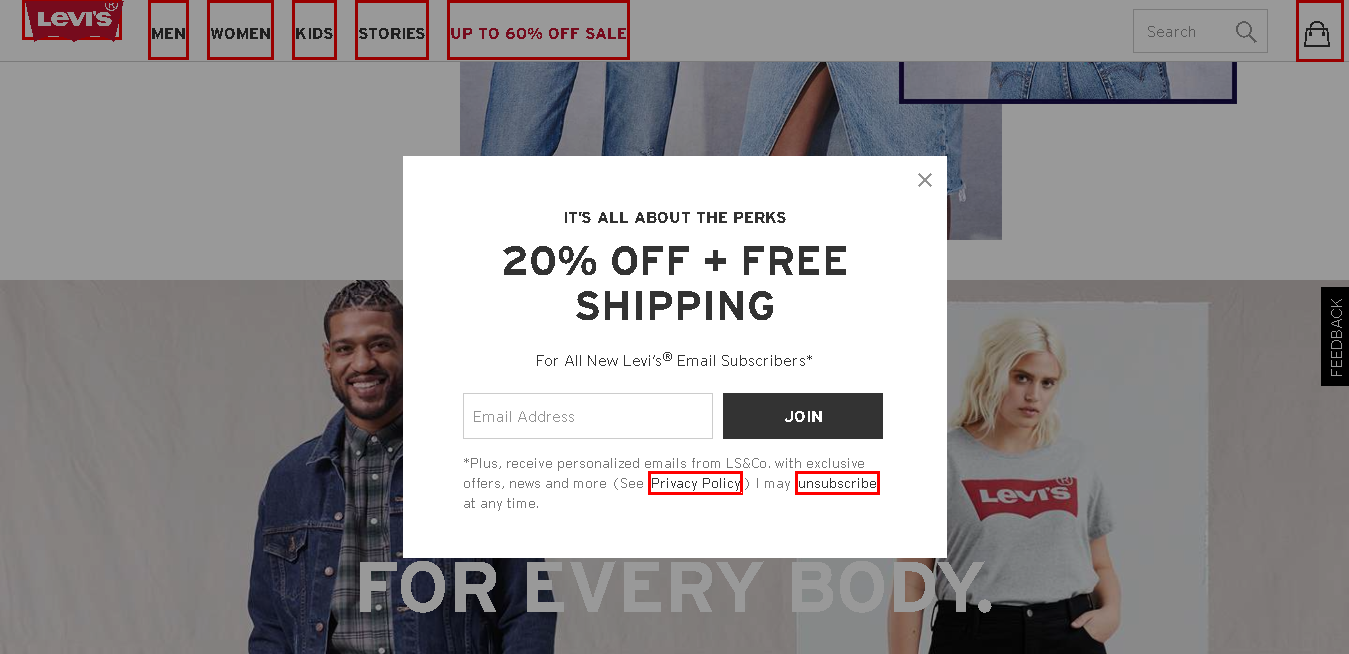 Levi's®
MEN WOMEN KIDS STORIES UP TO 60% OFF SALE Search
IT'S ALL ABOUT THE PERKS
20% OFF + FREE
SHIPPING
For All New Levi's® Email Subscribers*
Email Address JOIN
*Plus, receive personalized emails from LS&Co. with exclusive
offers, news and more (See Privacy Policy) I may unsubscribe
at any time.
FEEDBACK
Levi's
FOR EVERY BODY.